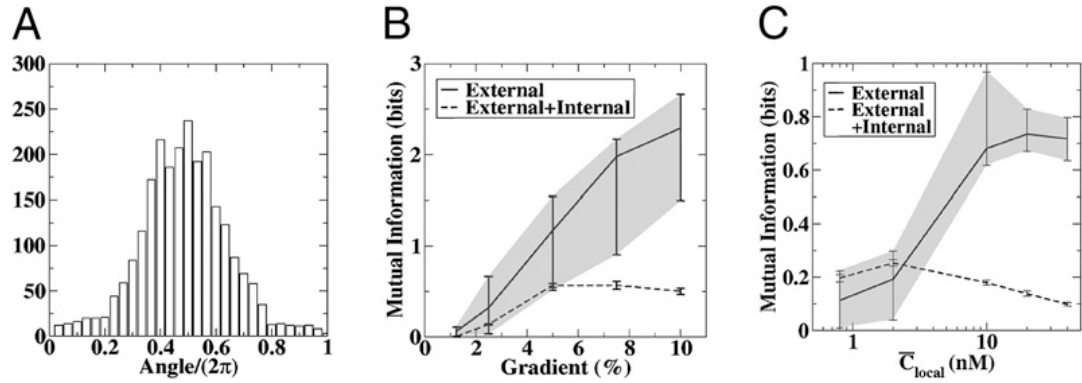 A
300
250
200
150
100
50
0
0
0.2
0.4
0.6
0.8
1
Angle/(2π)
B
Mutual Information (bits)
3
2
1
0
External
External+Internal
0
2
4
6
8
10
Gradient (%)
C
Mutual Information (bits)
1
0.8
0.6
0.4
0.2
0
External
External
+Internal
1
10
C̅local (nM)